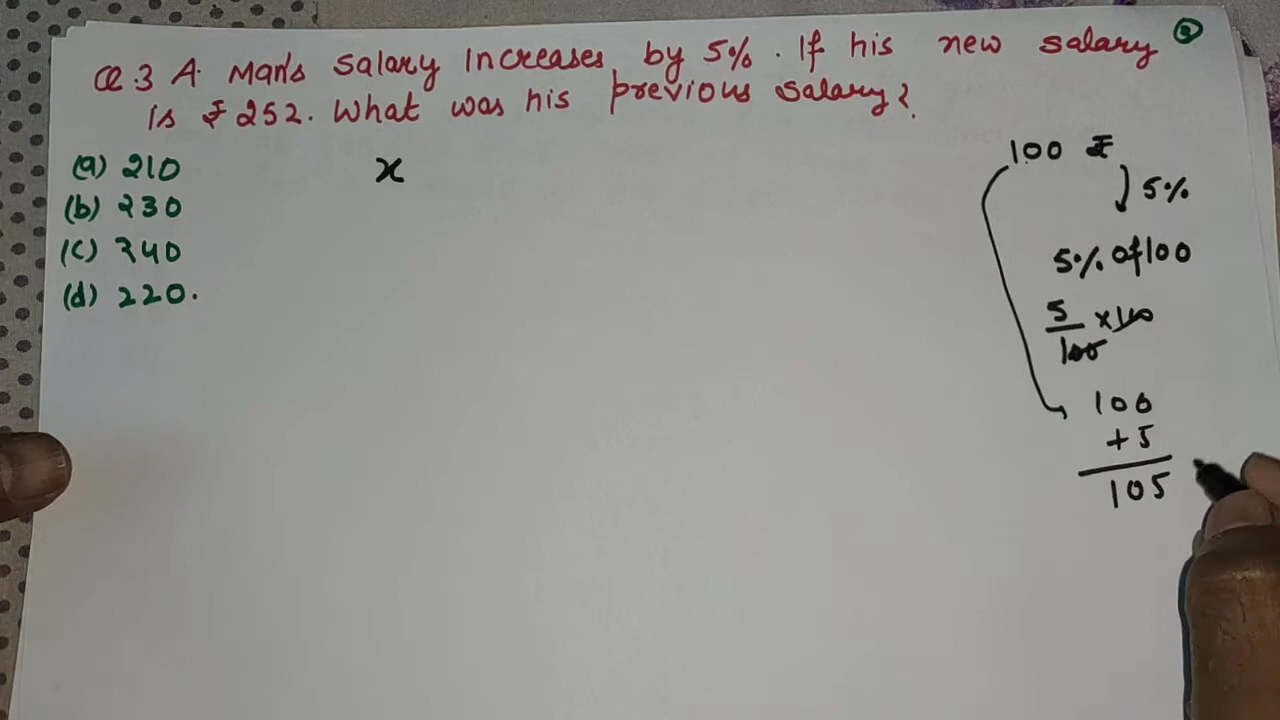 Q.3 A. Man's salary increases by 5%. If his new salary
is ₹ 252. What was his previous salary?
(a) 210
(b) 230
(c) 240
(d) 220.
x
100 ₹
5%
5% of 100
5/100 × 100
100
+5
105